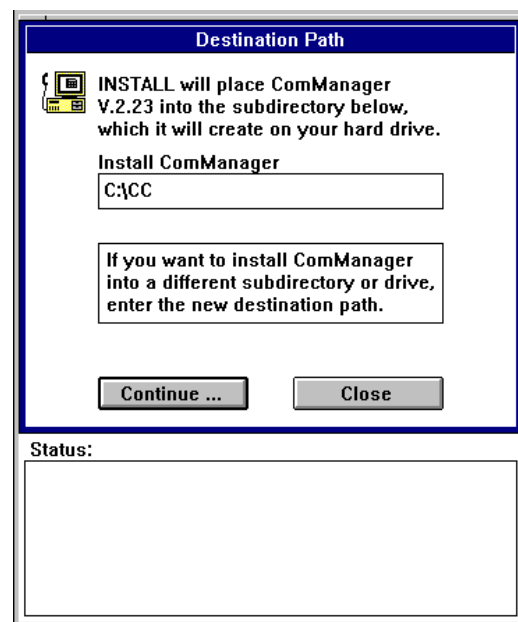 Destination Path
INSTALL will place ComManager
V.2.23 into the subdirectory below,
which it will create on your hard drive.
Install ComManager
C:\CC
If you want to install ComManager
into a different subdirectory or drive,
enter the new destination path.
Continue ...
Close
Status: